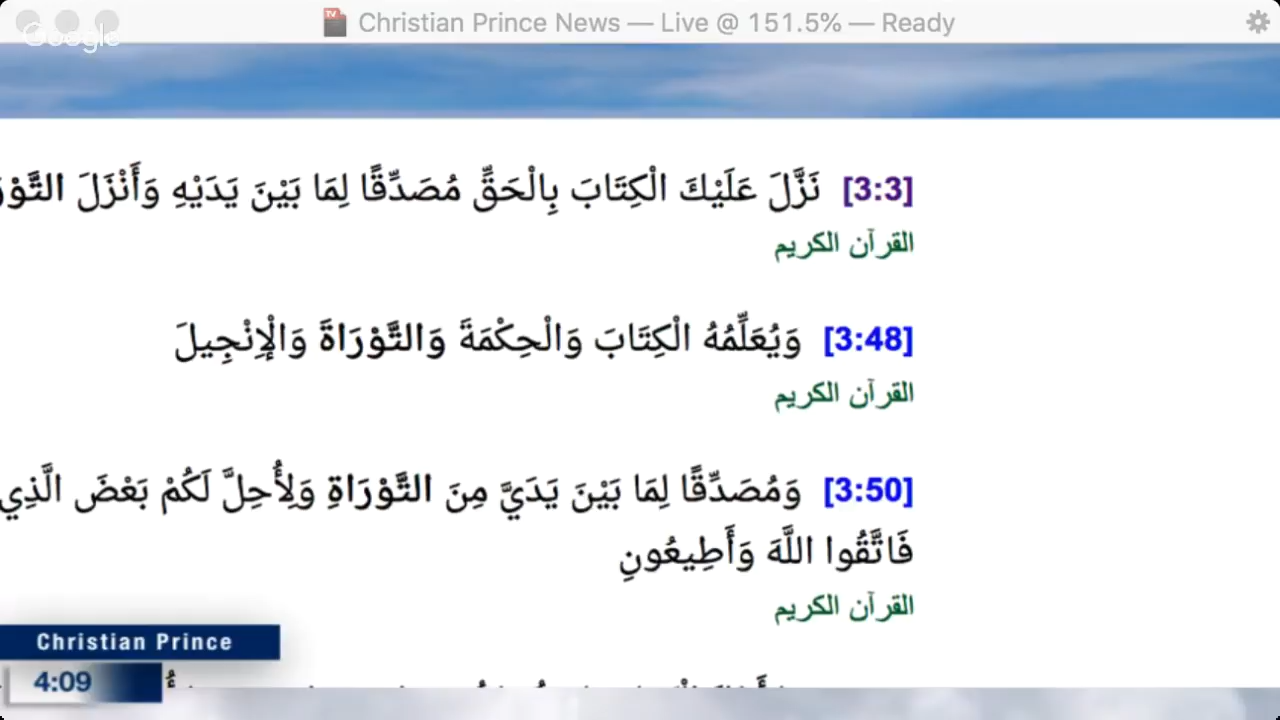 Google
Christian Prince News — Live @ 151.5% — Ready
[3:3] نَزَّلَ عَلَيْكَ الْكِتَابَ بِالْحَقِّ مُصَدِّقًا لِمَا بَيْنَ يَدَيْهِ وَأَنْزَلَ
القرآن الكريم
[3:48] وَيُعَلِّمُهُ الْكِتَابَ وَالْحِكْمَةَ وَالتَّوْرَاةَ وَالْإِنْجِيلَ
القرآن الكريم
[3:50] وَمُصَدِّقًا لِمَا بَيْنَ يَدَيَّ مِنَ التَّوْرَاةِ وَلِأُحِلَّ لَكُمْ بَعْضَ الَّذِي
فَاتَّقُوا اللَّهَ وَأَطِيعُونِ
القرآن الكريم
Christian Prince
4:09